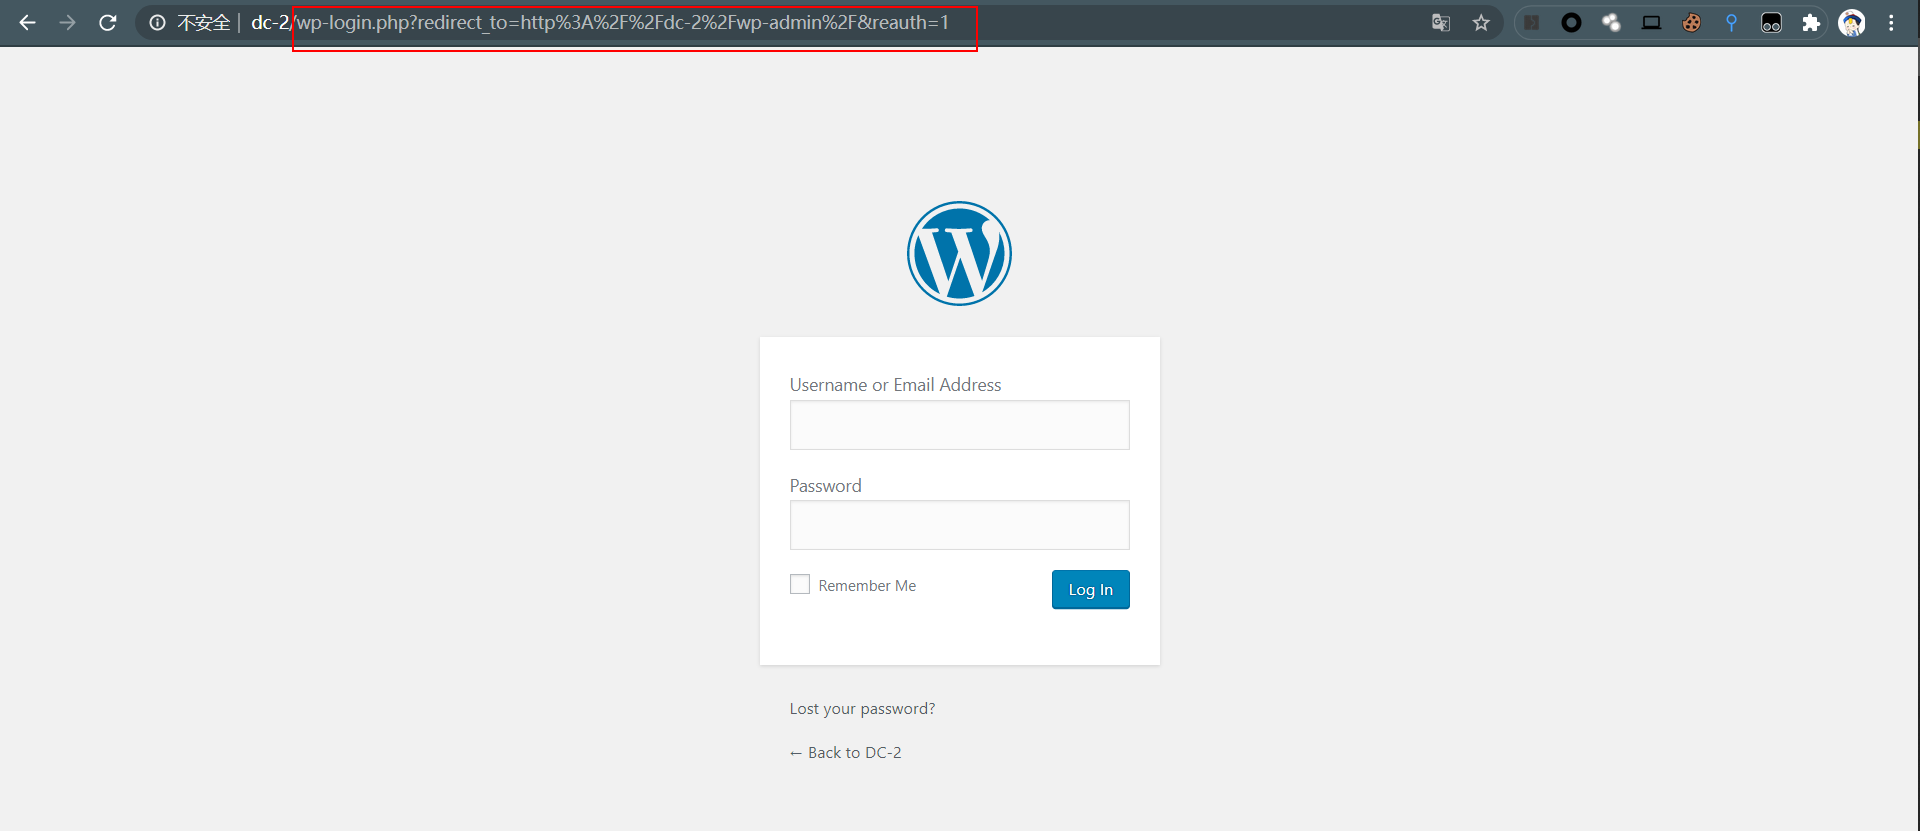 不安全 | dc-2/wp-login.php?redirect_to=http%3A%2F%2Fdc-2%2Fwp-admin%2F&reauth=1
Username or Email Address
Password
Remember Me
Log In
Lost your password?
← Back to DC-2